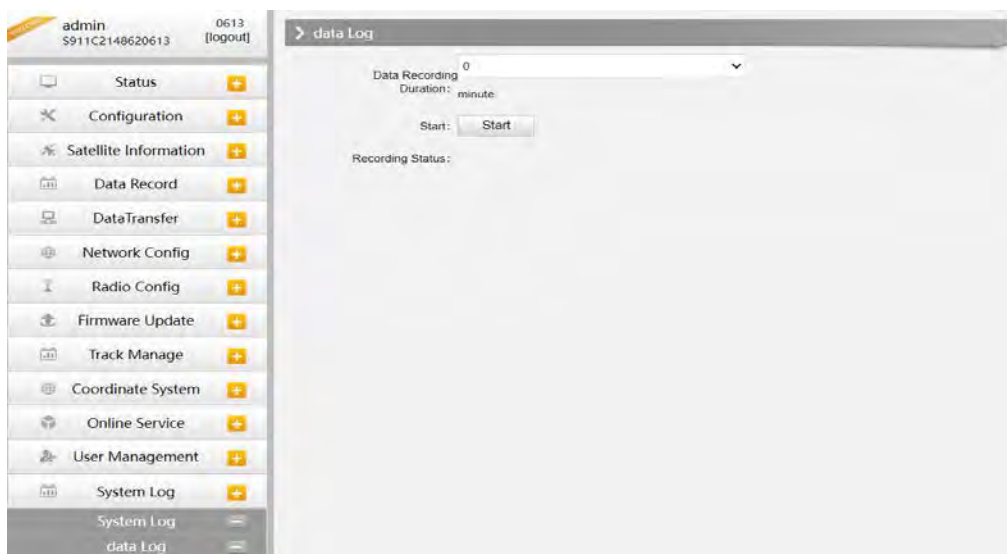 admin
0613
S911C2148620613
[logout]
Status
Configuration
Satellite Information
Data Record
DataTransfer
Network Config
Radio Config
Firmware Update
Track Manage
Coordinate System
Online Service
User Management
System Log
System Log
data Log
data Log
Data Recording
Duration:
0
minute
Start:
Start
Recording Status: